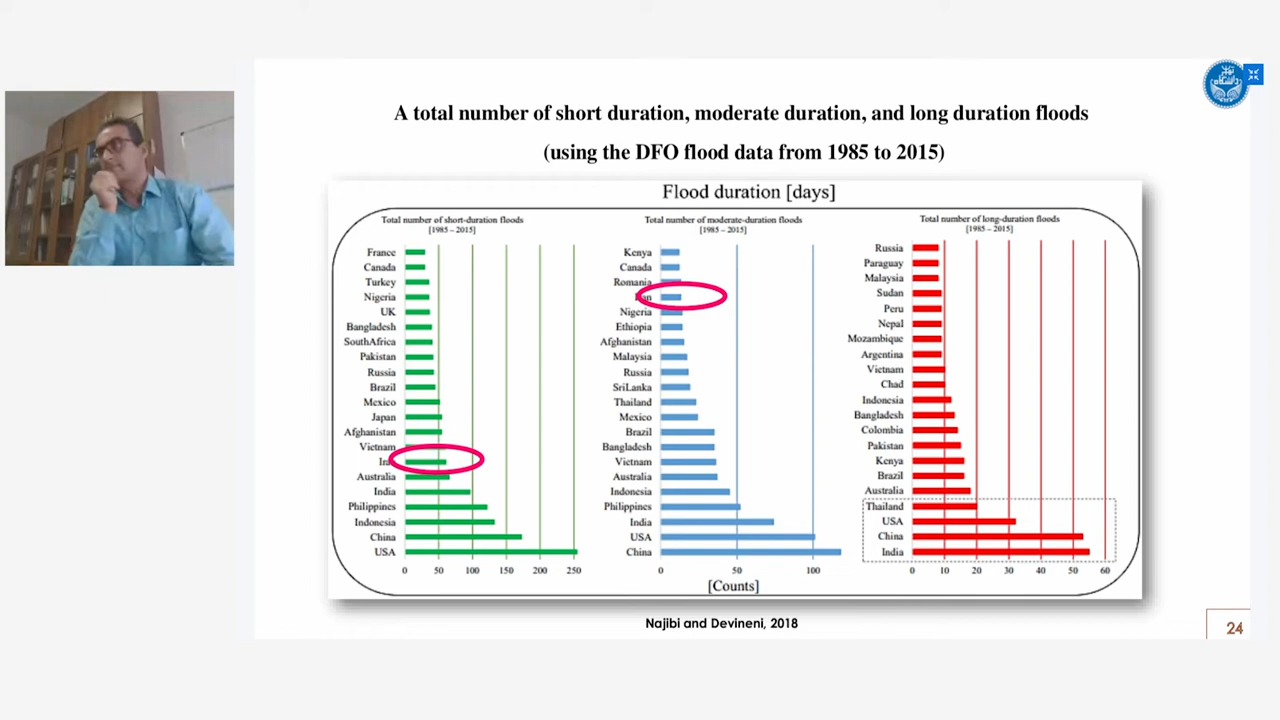 A total number of short duration, moderate duration, and long duration floods
(using the DFO flood data from 1985 to 2015)
Flood duration [days]
Total number of short-duration floods
[1985 – 2015]
France
Canada
Turkey
Nigeria
UK
Bangladesh
SouthAfrica
Pakistan
Russia
Brazil
Mexico
Japan
Afghanistan
Vietnam
Iran
Australia
India
Philippines
Indonesia
China
USA
0 50 100 150 200 250
Total number of moderate-duration floods
[1985 – 2015]
Kenya
Canada
Romania
Iran
Nigeria
Ethiopia
Afghanistan
Malaysia
Russia
SriLanka
Thailand
Mexico
Brazil
Bangladesh
Vietnam
Australia
Indonesia
Philippines
India
USA
China
0 50 100
Total number of long-duration floods
[1985 – 2015]
Russia
Paraguay
Malaysia
Sudan
Peru
Nepal
Mozambique
Argentina
Vietnam
Chad
Indonesia
Bangladesh
Colombia
Pakistan
Kenya
Brazil
Australia
Thailand
USA
China
India
0 10 20 30 40 50 60
[Counts]
Najibi and Devineni, 2018
24